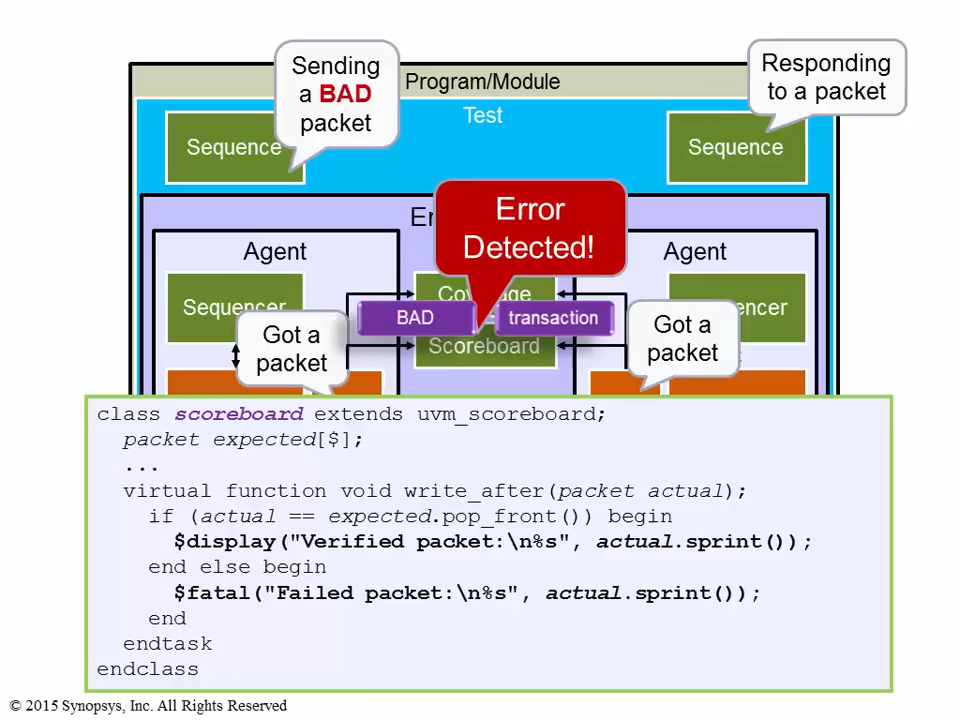 Sending
a BAD
packet
Responding
to a packet
Program/Module
Test
Sequence
Sequence
Error
Detected!
Agent
Agent
Sequencer
BAD
transaction
Scoreboard
Got a
packet
Got a
packet
class scoreboard extends uvm_scoreboard;
packet expected[$];
...
virtual function void write_after(packet actual);
if (actual == expected.pop_front()) begin
$display("Verified packet:\n%s", actual.sprint());
end else begin
$fatal("Failed packet:\n%s", actual.sprint());
end
endtask
endclass
© 2015 Synopsys, Inc. All Rights Reserved